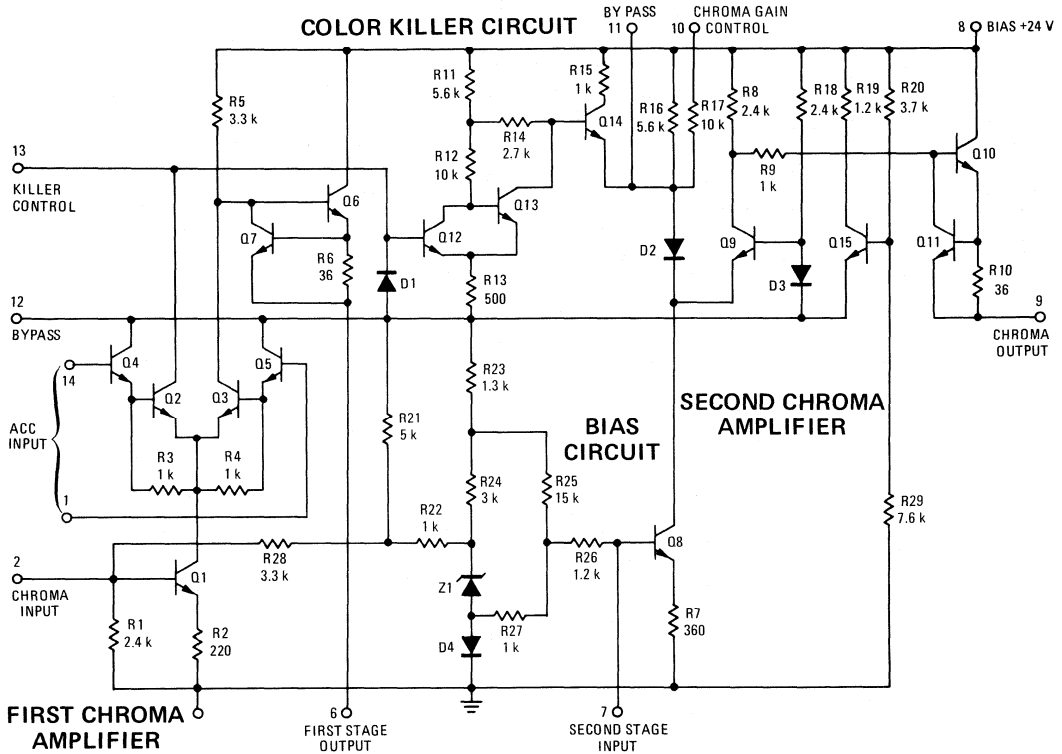 COLOR KILLER CIRCUIT
BY PASS
11
CHROMA GAIN
10 CONTROL
8 BIAS +24 V
R5
3.3 k
R11
5.6 k
R15
1 k
R14
2.7 k
Q14
R16
5.6 k
R17
10 k
R8
2.4 k
R18
2.4 k
R19
1.2 k
R20
3.7 k
13
KILLER
CONTROL
R12
10 k
R9
1 k
Q10
Q6
Q7
Q12
Q13
R6
36
D1
R13
500
D2
Q9
D3
Q15
Q11
R10
36
12
BYPASS
9
CHROMA
OUTPUT
14
Q4
Q2
Q3
Q5
ACC
INPUT
R3
1 k
R4
1 k
1
R21
5 k
R23
1.3 k
BIAS
CIRCUIT
SECOND CHROMA
AMPLIFIER
R24
3 k
R25
15 k
R29
7.6 k
R22
1 k
R28
3.3 k
R26
1.2 k
Q8
2
CHROMA
INPUT
Q1
Z1
R1
2.4 k
R2
220
R27
1 k
D4
R7
360
FIRST CHROMA
AMPLIFIER
6
FIRST STAGE
OUTPUT
7
SECOND STAGE
INPUT